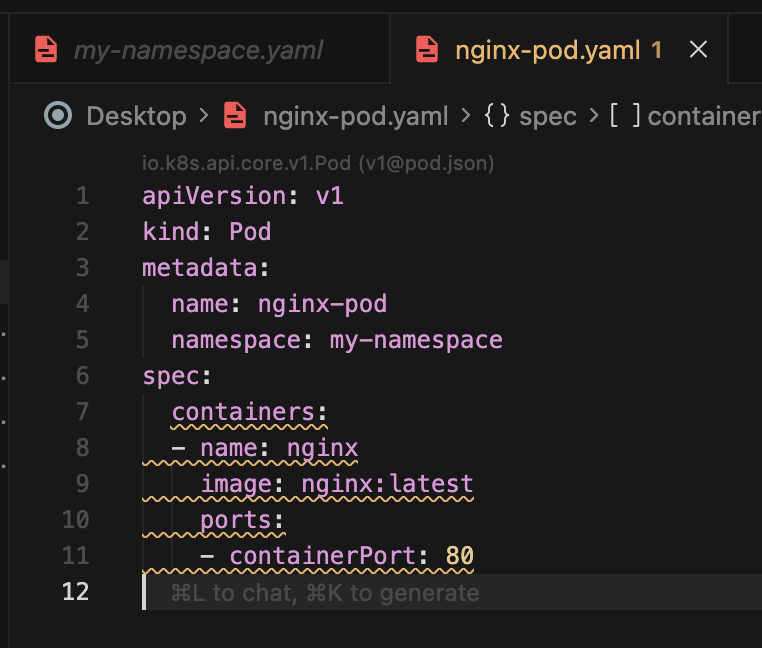 my-namespace.yaml
nginx-pod.yaml 1 ×
Desktop > nginx-pod.yaml > {} spec > [ ] container
io.k8s.api.core.v1.Pod (v1@pod.json)
1 apiVersion: v1
2 kind: Pod
3 metadata:
4   name: nginx-pod
5   namespace: my-namespace
6 spec:
7   containers:
8   - name: nginx
9     image: nginx:latest
10     ports:
11     - containerPort: 80
12 ⌘L to chat, ⌘K to generate